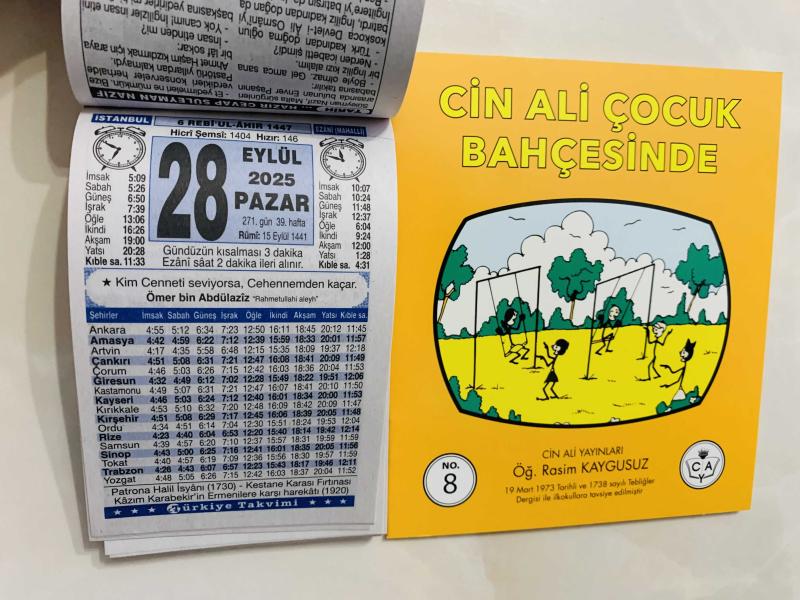 TARİH ... HAZIR CEVAP SÜLEYMAN NAZİF
İSTANBUL
6 REBÎ'UL-ÂHIR 1447
EZÂNÎ (MAHALLÎ)
Hicrî Şemsî: 1404 Hızır: 146
28
EYLÜL
2025
PAZAR
271. gün 39. hafta
Rûmî: 15 Eylül 1441
İmsak 5:09
Sabah 5:26
Güneş 6:50
İşrak 7:39
Öğle 13:06
İkindi 16:26
Akşam 19:00
Yatsı 20:28
Kıble sa. 11:33
İmsak 10:07
Sabah 10:24
Güneş 11:48
İşrak 12:37
Öğle 6:04
İkindi 9:24
Akşam 12:00
Yatsı 1:28
Kıble sa. 4:31
Gündüzün kısalması 3 dakika
Ezânî sâat 2 dakika ileri alınır.
★ Kim Cenneti seviyorsa, Cehennemden kaçar.
Ömer bin Abdülazîz "Rahmetullahi aleyh"
Şehirler İmsak Sabah Güneş İşrak Öğle İkindi Akşam Yatsı Kıble sa.
Ankara 4:55 5:12 6:34 7:23 12:50 16:11 18:45 20:12 11:45
Amasya 4:42 4:59 6:22 7:12 12:39 15:59 18:33 20:01 11:57
Artvin 4:17 4:35 5:58 6:48 12:15 15:35 18:09 19:37 12:18
Çankırı 4:51 5:08 6:31 7:21 12:47 16:08 18:41 20:09 11:49
Çorum 4:46 5:03 6:26 7:15 12:42 16:03 18:36 20:04 11:53
Giresun 4:32 4:49 6:12 7:02 12:28 15:49 18:22 19:51 12:06
Kastamonu 4:49 5:07 6:31 7:21 12:47 16:07 18:41 20:10 11:50
Kayseri 4:46 5:03 6:24 7:12 12:40 16:01 18:34 20:00 11:53
Kırıkkale 4:53 5:10 6:32 7:20 12:48 16:09 18:42 20:09 11:47
Kırşehir 4:51 5:08 6:29 7:17 12:45 16:06 18:39 20:05 11:48
Ordu 4:34 4:51 6:14 7:04 12:30 15:51 18:24 19:53 12:04
Rize 4:23 4:40 6:04 6:53 12:20 15:40 18:14 19:42 12:14
Samsun 4:39 4:57 6:20 7:10 12:37 15:57 18:31 19:59 11:59
Sinop 4:43 5:00 6:25 7:16 12:41 16:01 18:35 20:05 11:56
Tokat 4:40 4:57 6:19 7:09 12:36 15:56 18:30 19:57 11:59
Trabzon 4:26 4:43 6:07 6:57 12:23 15:43 18:17 19:46 12:11
Yozgat 4:48 5:05 6:26 7:15 12:42 16:03 18:37 20:04 11:52
Patrona Halil İsyânı (1730) - Kestane Karası Fırtınası
Kâzım Karabekir'in Ermenilere karşı harekâtı (1920)
★ ★ ★ Türkiye Takvimi ★ ★ ★
CİN ALİ ÇOCUK
BAHÇESİNDE
CİN ALİ YAYINLARI
Öğ. Rasim KAYGUSUZ
19 Mart 1973 Tarihli ve 1738 sayılı Tebliğler
Dergisi ile ilkokullara tavsiye edilmiştir
NO.
8
C A
Y